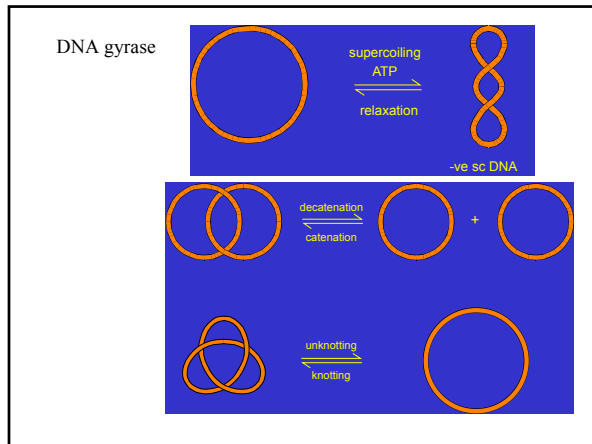 DNA gyrase
supercoiling
ATP
relaxation
-ve sc DNA
decatenation
catenation
+
unknotting
knotting